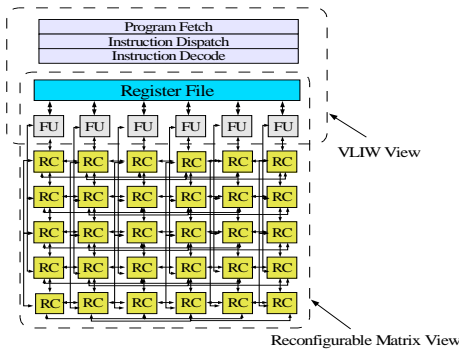 Program Fetch
Instruction Dispatch
Instruction Decode
Register File
FU FU FU FU FU FU
VLIW View
RC RC RC RC RC RC
RC RC RC RC RC RC
RC RC RC RC RC RC
RC RC RC RC RC RC
RC RC RC RC RC RC
Reconfigurable Matrix View